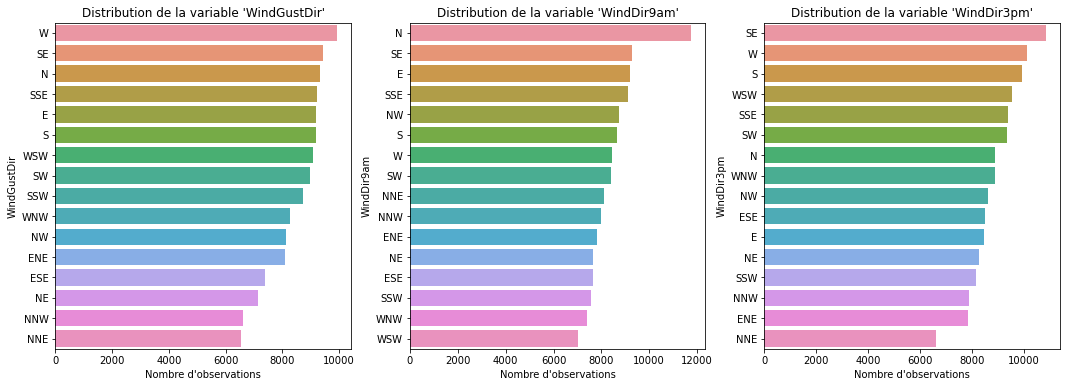 Distribution de la variable 'WindGustDir'
WindGustDir
W
SE
N
SSE
E
S
WSW
SW
SSW
WNW
NW
ENE
ESE
NE
NNW
NNE
0 2000 4000 6000 8000 10000
Nombre d'observations
Distribution de la variable 'WindDir9am'
WindDir9am
N
SE
E
SSE
NW
S
W
SW
NNE
NNW
ENE
NE
ESE
SSW
WNW
WSW
0 2000 4000 6000 8000 10000 12000
Nombre d'observations
Distribution de la variable 'WindDir3pm'
WindDir3pm
SE
W
S
WSW
SSE
SW
N
WNW
NW
ESE
E
NE
SSW
NNW
ENE
NNE
0 2000 4000 6000 8000 10000
Nombre d'observations